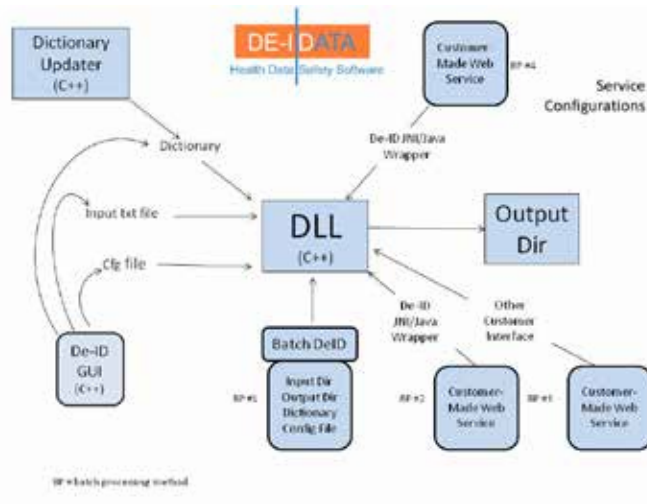 Dictionary
Updater
(C++)
DE-IDATA
Health Data Safety Software
Customer-
Made Web
Service
BP #4
Service
Configurations
De-ID JNI/Java
Wrapper
Dictionary
Input txt file
Cfg file
DLL
(C++)
Output
Dir
De-ID
GUI
(C++)
Batch DeID
BP #1
Input Dir
Output Dir
Dictionary
Config File
De-ID
JNI/Java
Wrapper
Other
Customer
Interface
BP #2
Customer-
Made Web
Service
BP #3
Customer-
Made Web
Service
BP = batch processing method